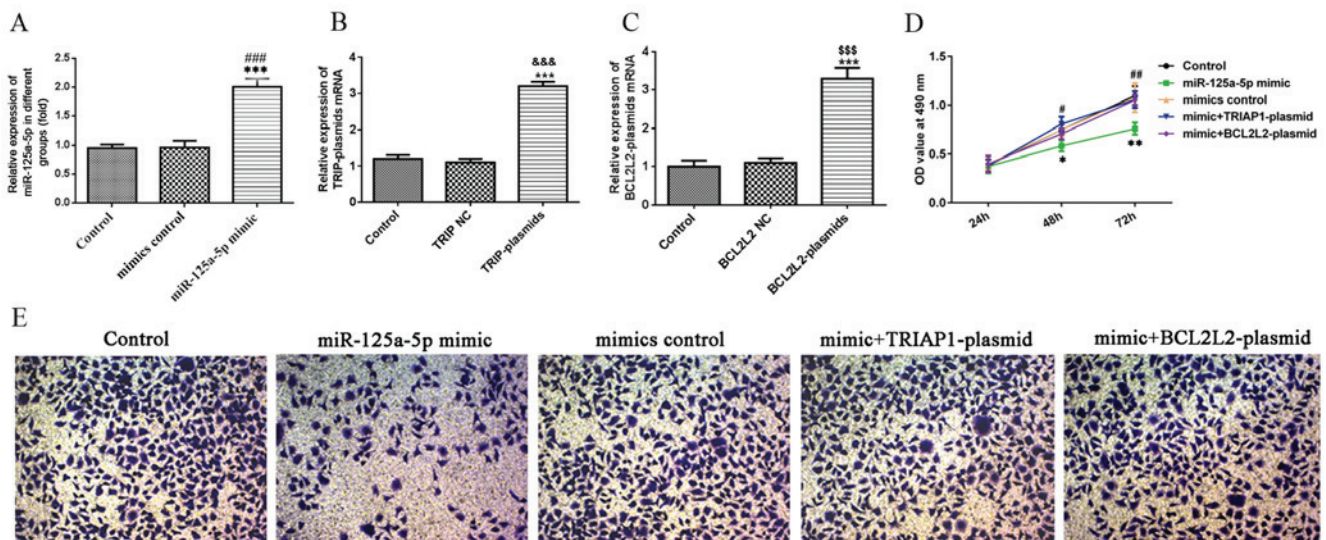 A
Relative expression of
miR-125a-5p in different
groups (fold)
2.5
2.0
1.5
1.0
0.5
0.0
###
***
Control
mimics control
miR-125a-5p mimic
B
Relative expression of
TRIP-plasmids mRNA
4
3
2
1
0
&&&
***
Control
TRIP NC
TRIP-plasmids
C
Relative expression of
BCL2L2-plasmids mRNA
4
3
2
1
0
$$$
***
Control
BCL2L2 NC
BCL2L2-plasmids
D
OD value at 490 nm
1.5
1.0
0.5
0.0
#
*
##
**
24h
48h
72h
Control
miR-125a-5p mimic
mimics control
mimic+TRIAP1-plasmid
mimic+BCL2L2-plasmid
E
Control
miR-125a-5p mimic
mimics control
mimic+TRIAP1-plasmid
mimic+BCL2L2-plasmid